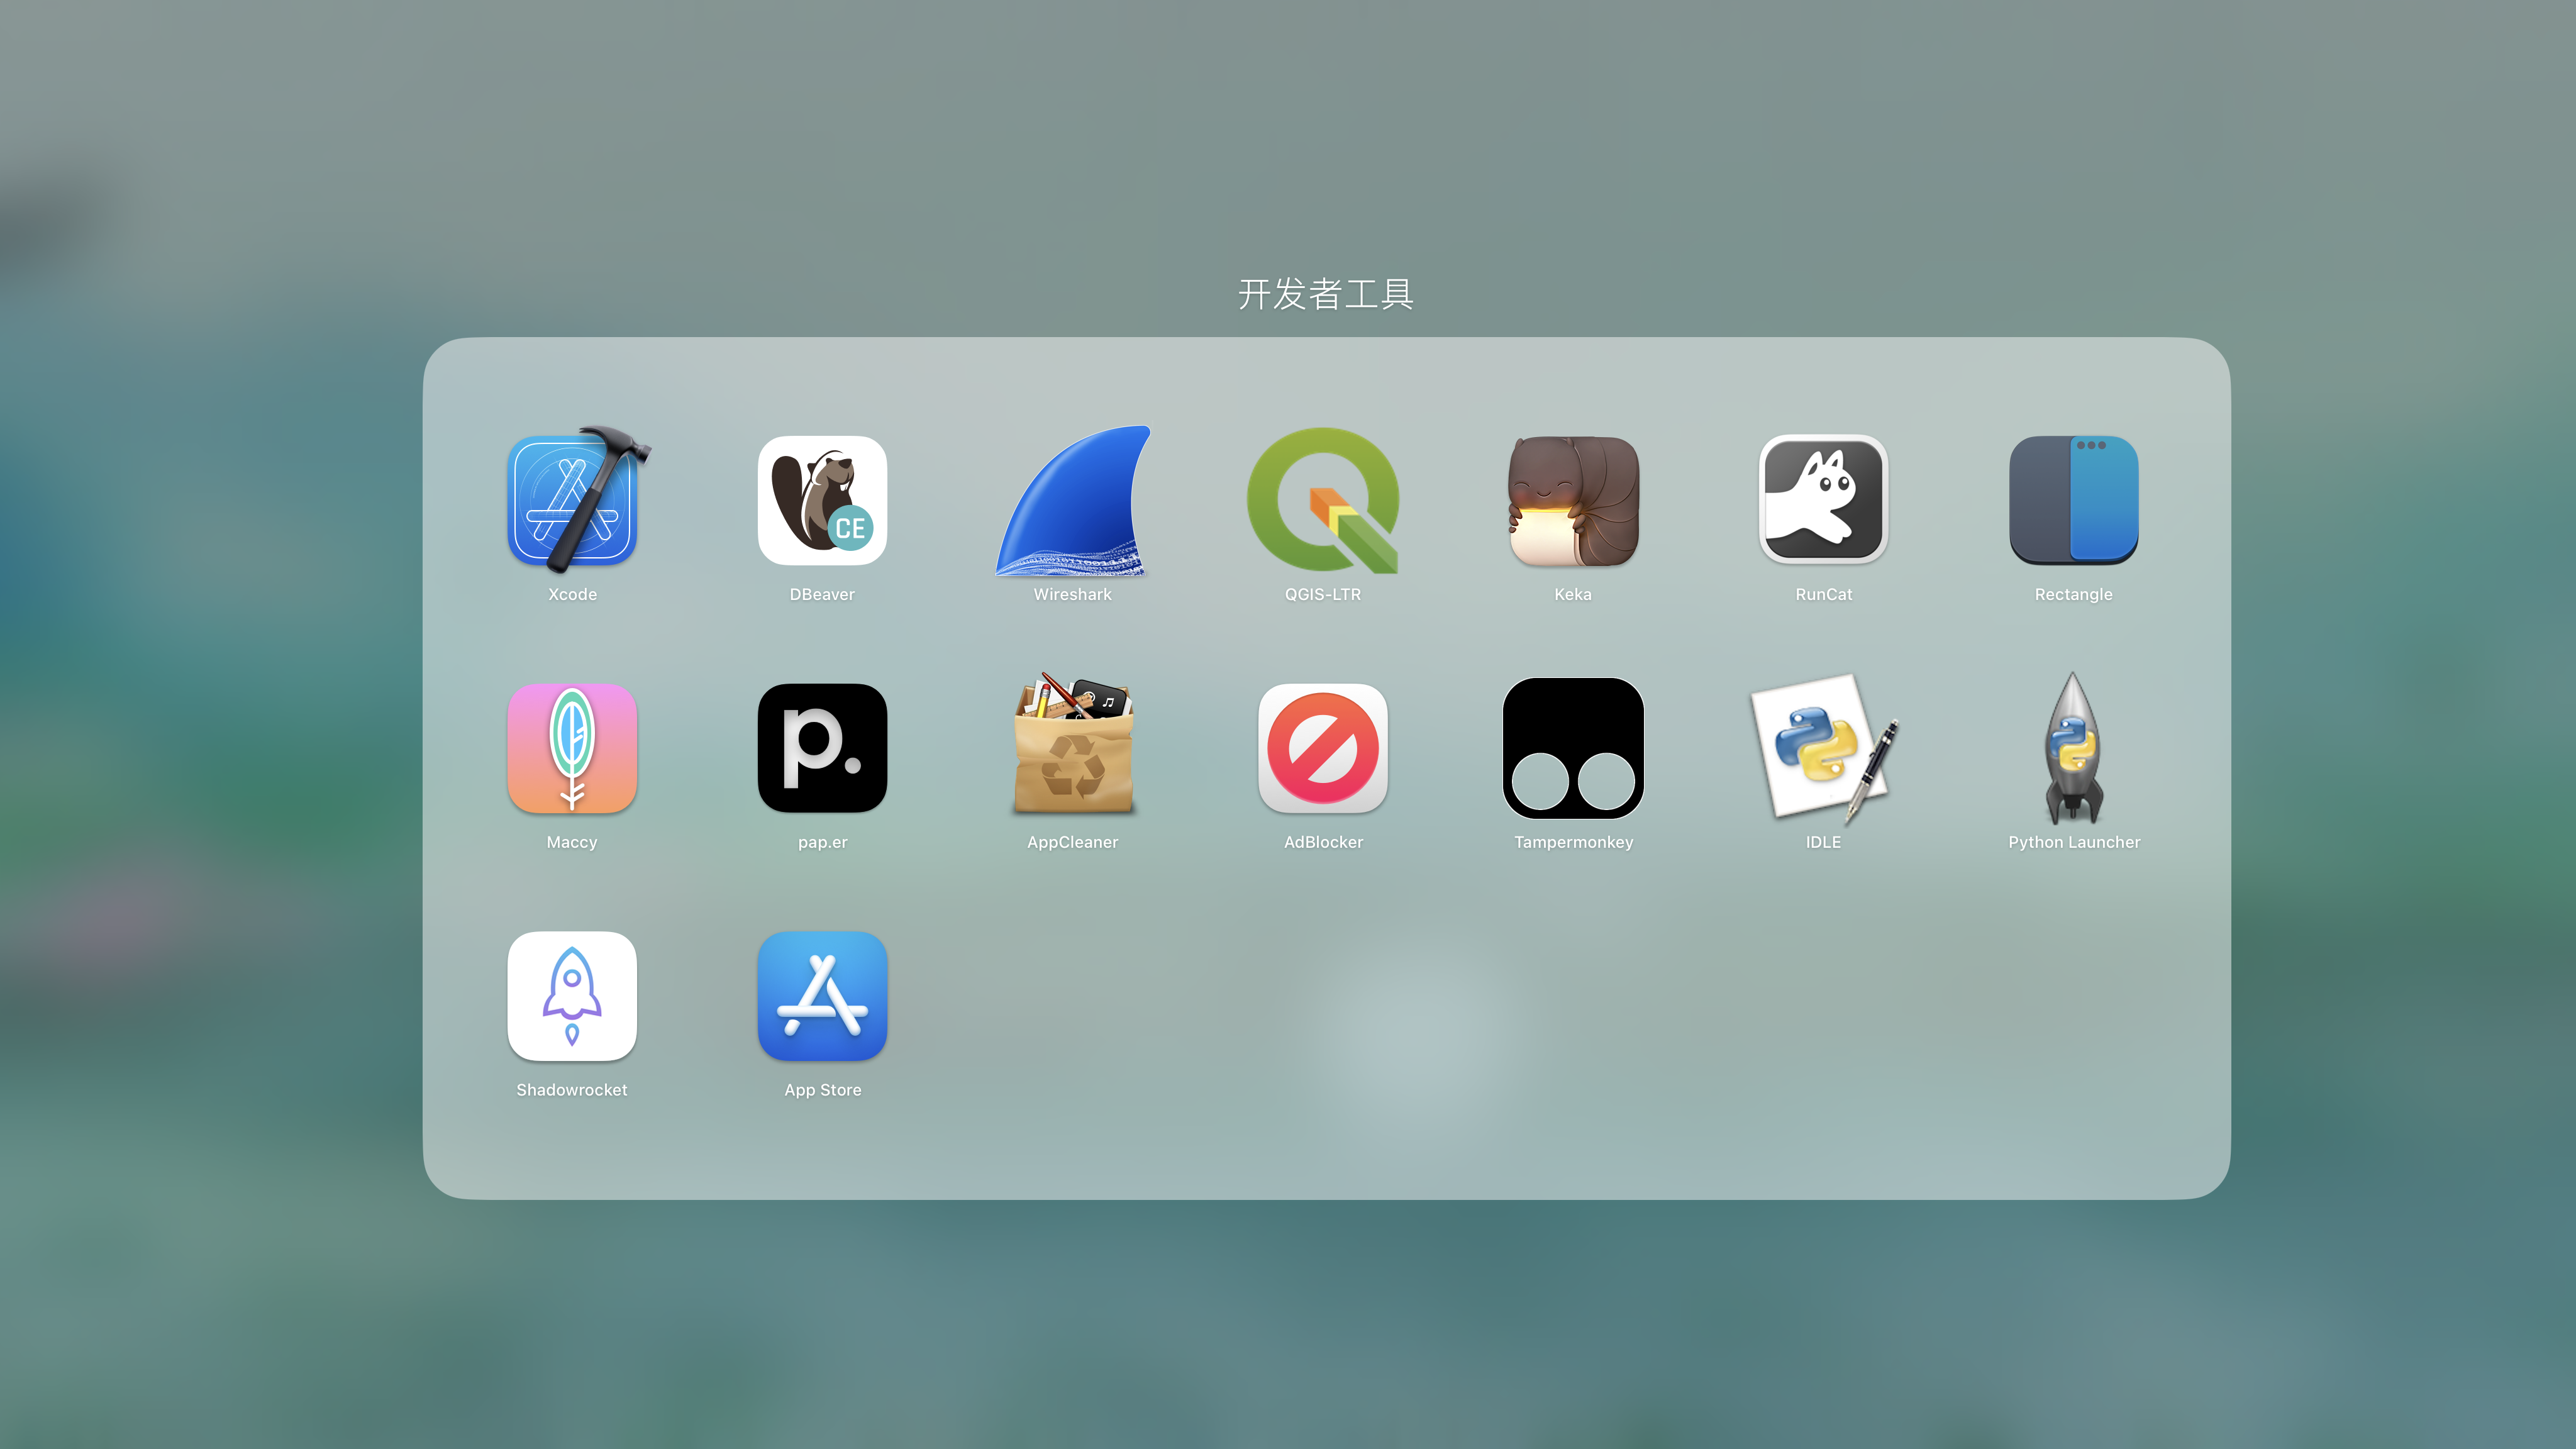 开发者工具
CE
Xcode
DBeaver
Wireshark
QGIS-LTR
Keka
RunCat
Rectangle
p.
Maccy
pap.er
AppCleaner
AdBlocker
Tampermonkey
IDLE
Python Launcher
Shadowrocket
App Store